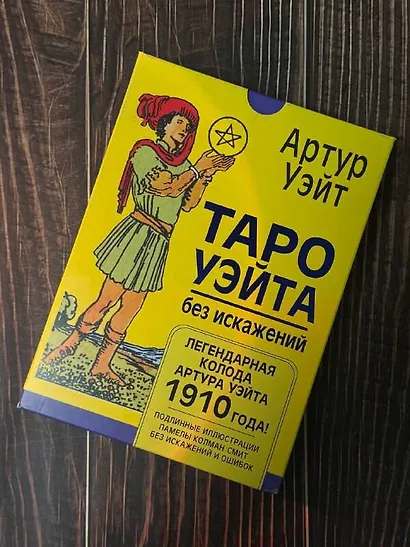 Артур
Уэйт
ТАРО
УЭЙТА
без искажений
ЛЕГЕНДАРНАЯ
КОЛОДА
АРТУРА УЭЙТА
1910 ГОДА!
ПОДЛИННЫЕ ИЛЛЮСТРАЦИИ
ПАМЕЛЫ КОЛМАН СМИТ
БЕЗ ИСКАЖЕНИЙ И ОШИБОК